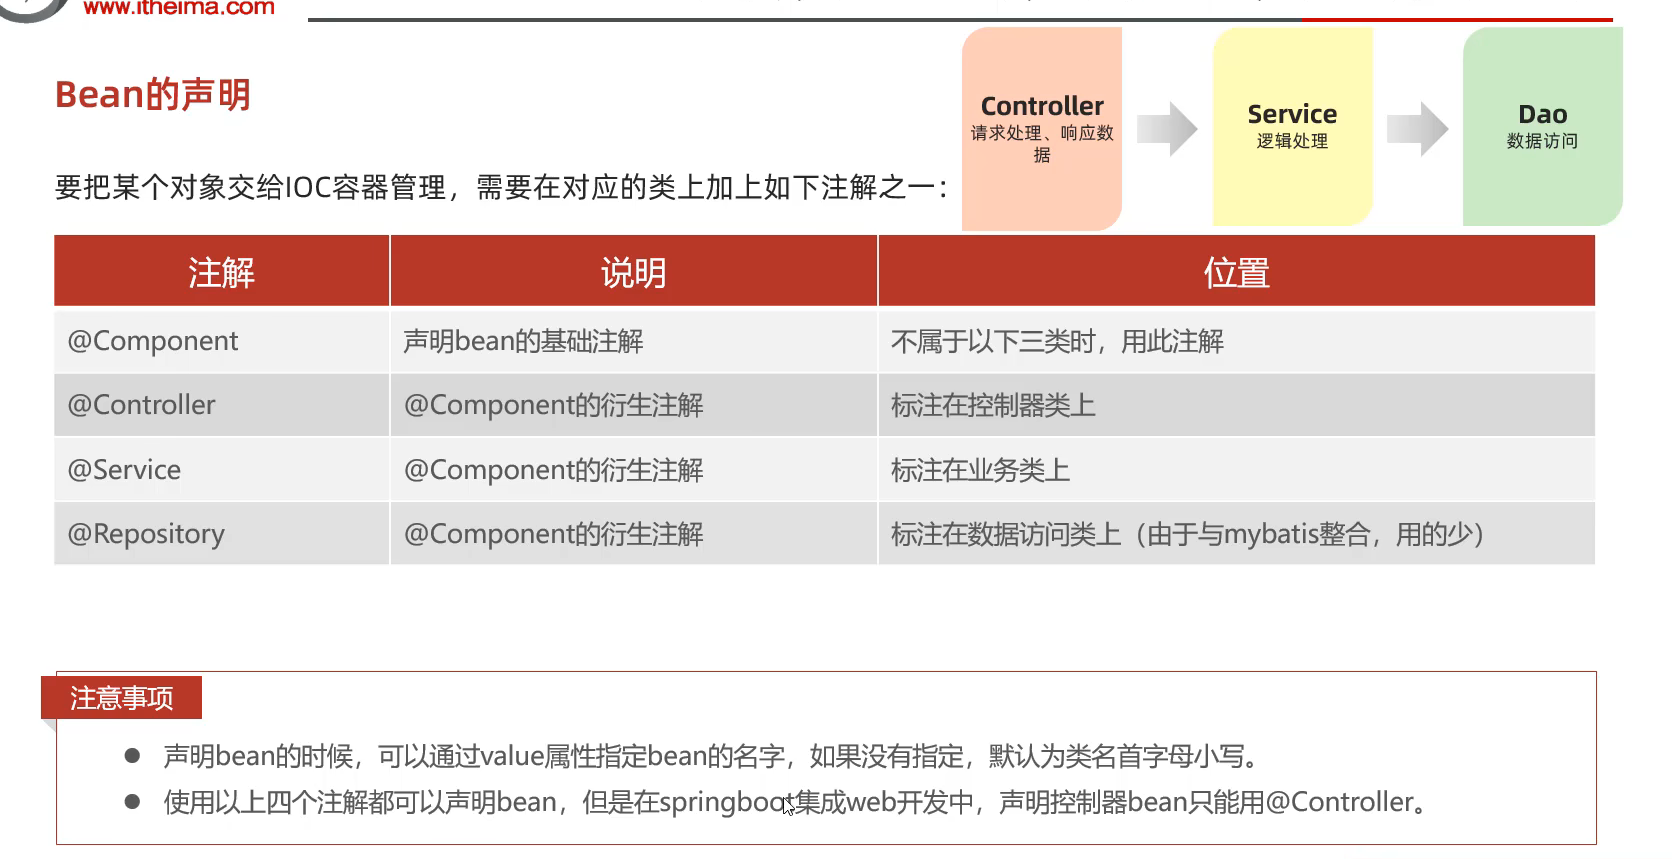 www.itheima.com
Bean的声明
Controller
请求处理、响应数
据
Service
逻辑处理
Dao
数据访问
要把某个对象交给IOC容器管理，需要在对应的类上加上如下注解之一：
注解 说明 位置
@Component 声明bean的基础注解 不属于以下三类时，用此注解
@Controller @Component的衍生注解 标注在控制器类上
@Service @Component的衍生注解 标注在业务类上
@Repository @Component的衍生注解 标注在数据访问类上（由于与mybatis整合，用的少）
注意事项
● 声明bean的时候，可以通过value属性指定bean的名字，如果没有指定，默认为类名首字母小写。
● 使用以上四个注解都可以声明bean，但是在springboot集成web开发中，声明控制器bean只能用@Controller。